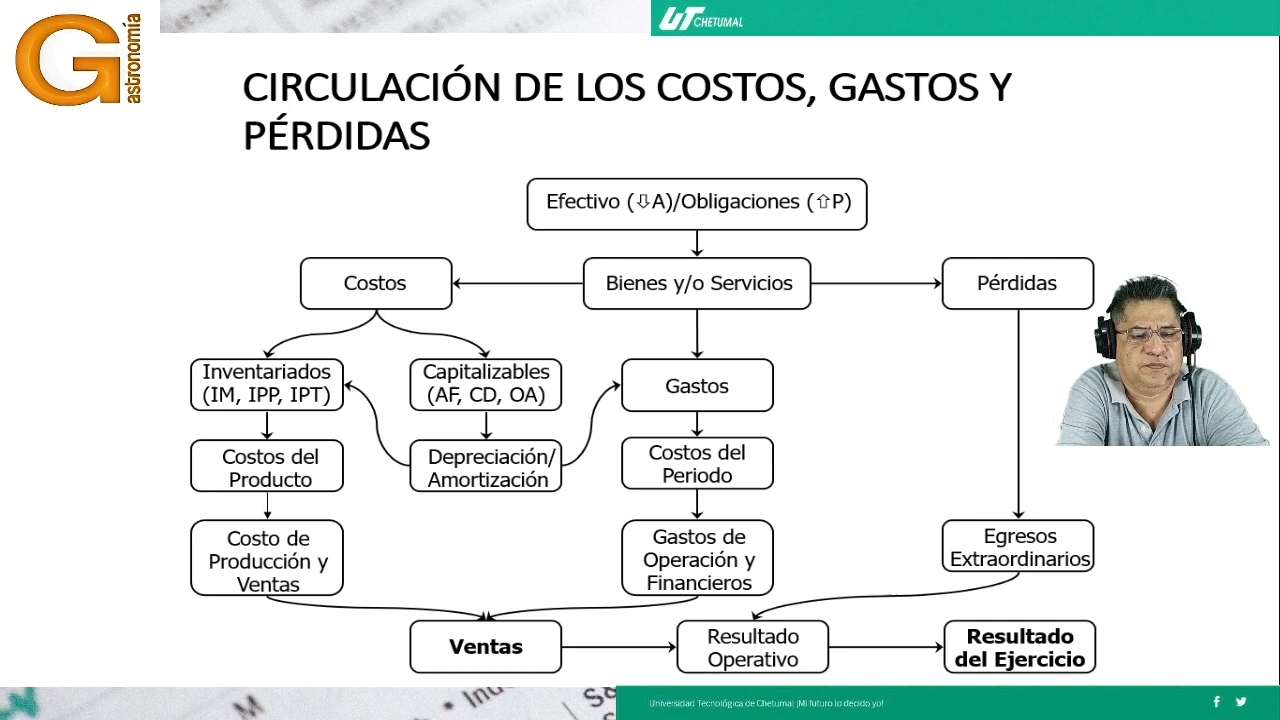 Gastronomía
UT CHETUMAL
CIRCULACIÓN DE LOS COSTOS, GASTOS Y
PÉRDIDAS
Efectivo (⇩A)/Obligaciones (⇧P)
Costos
Bienes y/o Servicios
Pérdidas
Inventariados
(IM, IPP, IPT)
Capitalizables
(AF, CD, OA)
Gastos
Costos del
Producto
Depreciación/
Amortización
Costos del
Periodo
Costo de
Producción y
Ventas
Gastos de
Operación y
Financieros
Egresos
Extraordinarios
Ventas
Resultado
Operativo
Resultado
del Ejercicio
Universidad Tecnológica de Chetumal ¡Mi futuro lo decido yo!